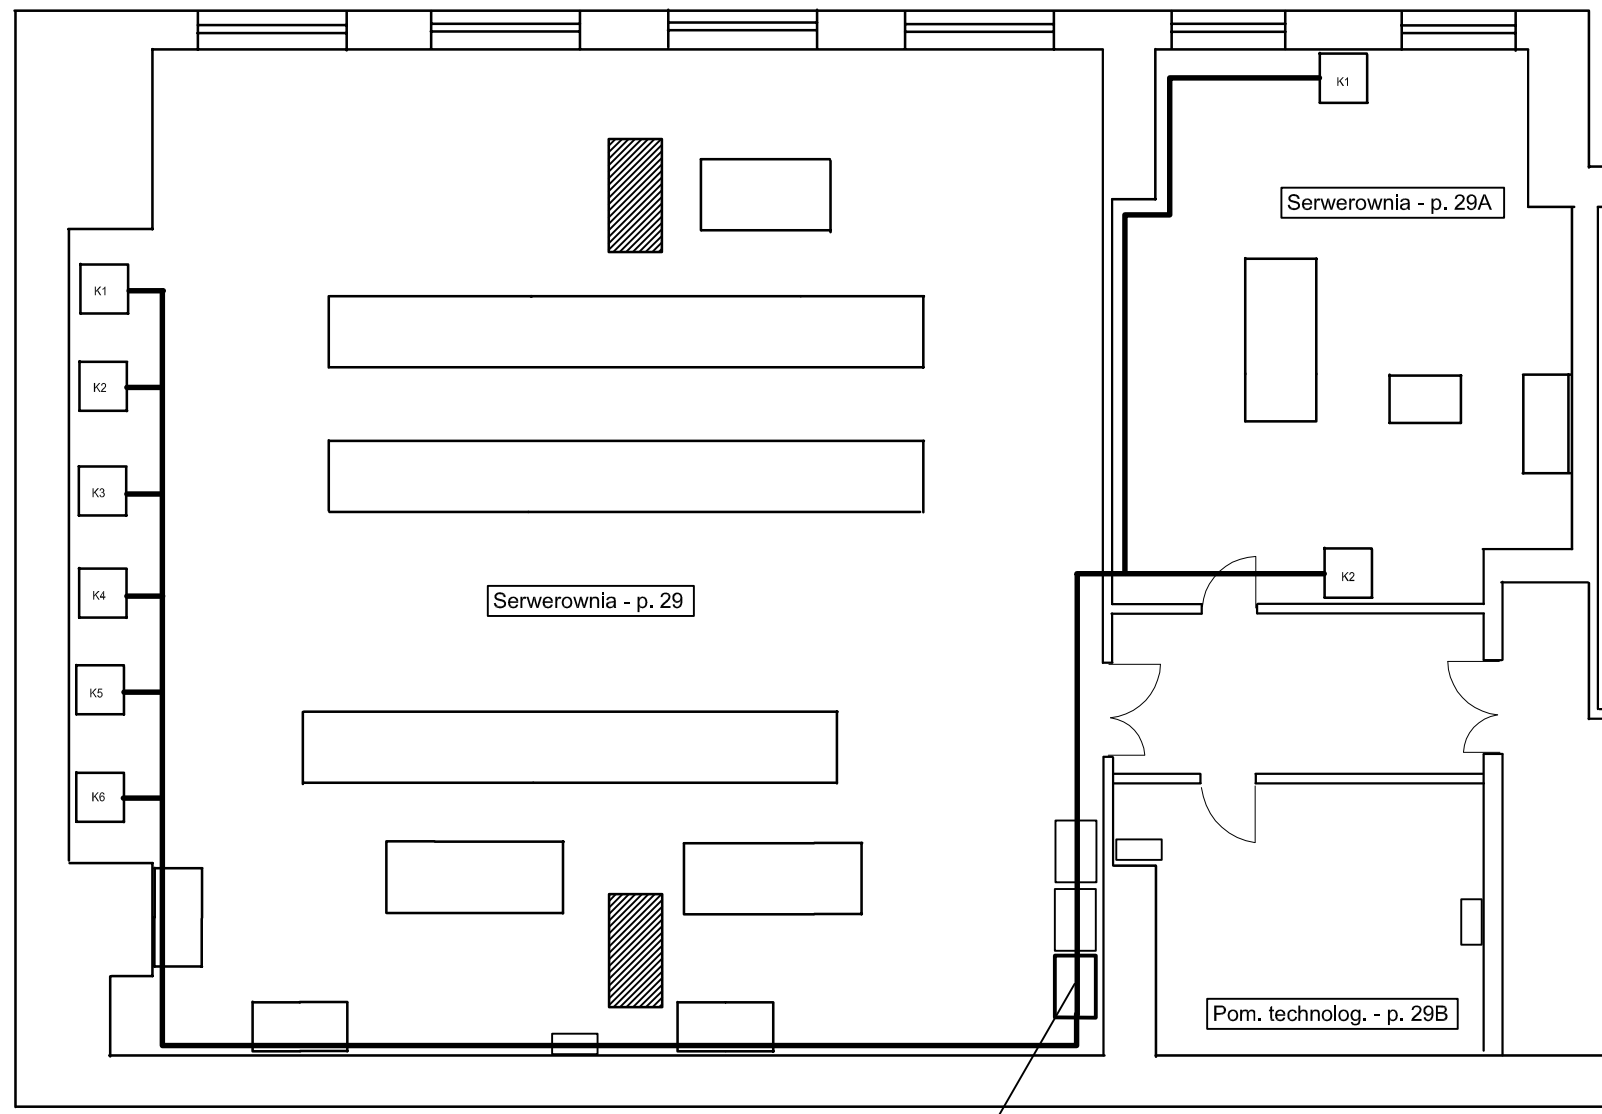 K1
Serwerownia - p. 29A
K1
K2
K3
K4
K2
Serwerownia - p. 29
K5
K6
Pom. technolog. - p. 29B